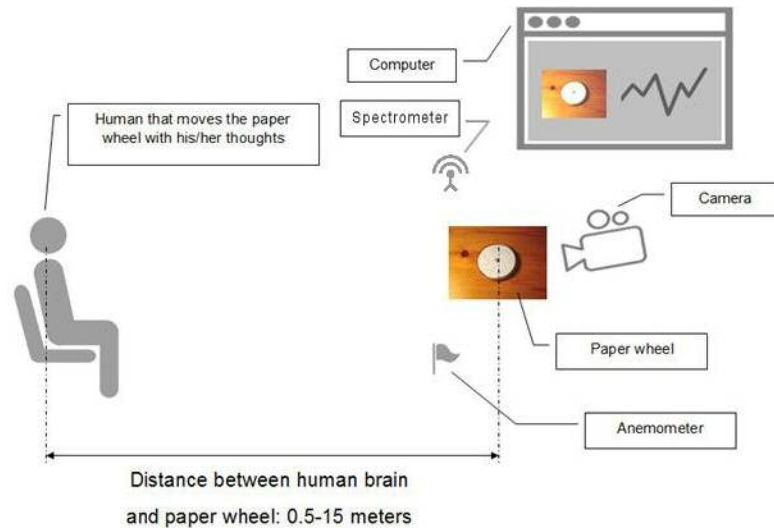 Computer
Spectrometer
Human that moves the paper
wheel with his/her thoughts
Camera
Paper wheel
Anemometer
Distance between human brain
and paper wheel: 0.5-15 meters